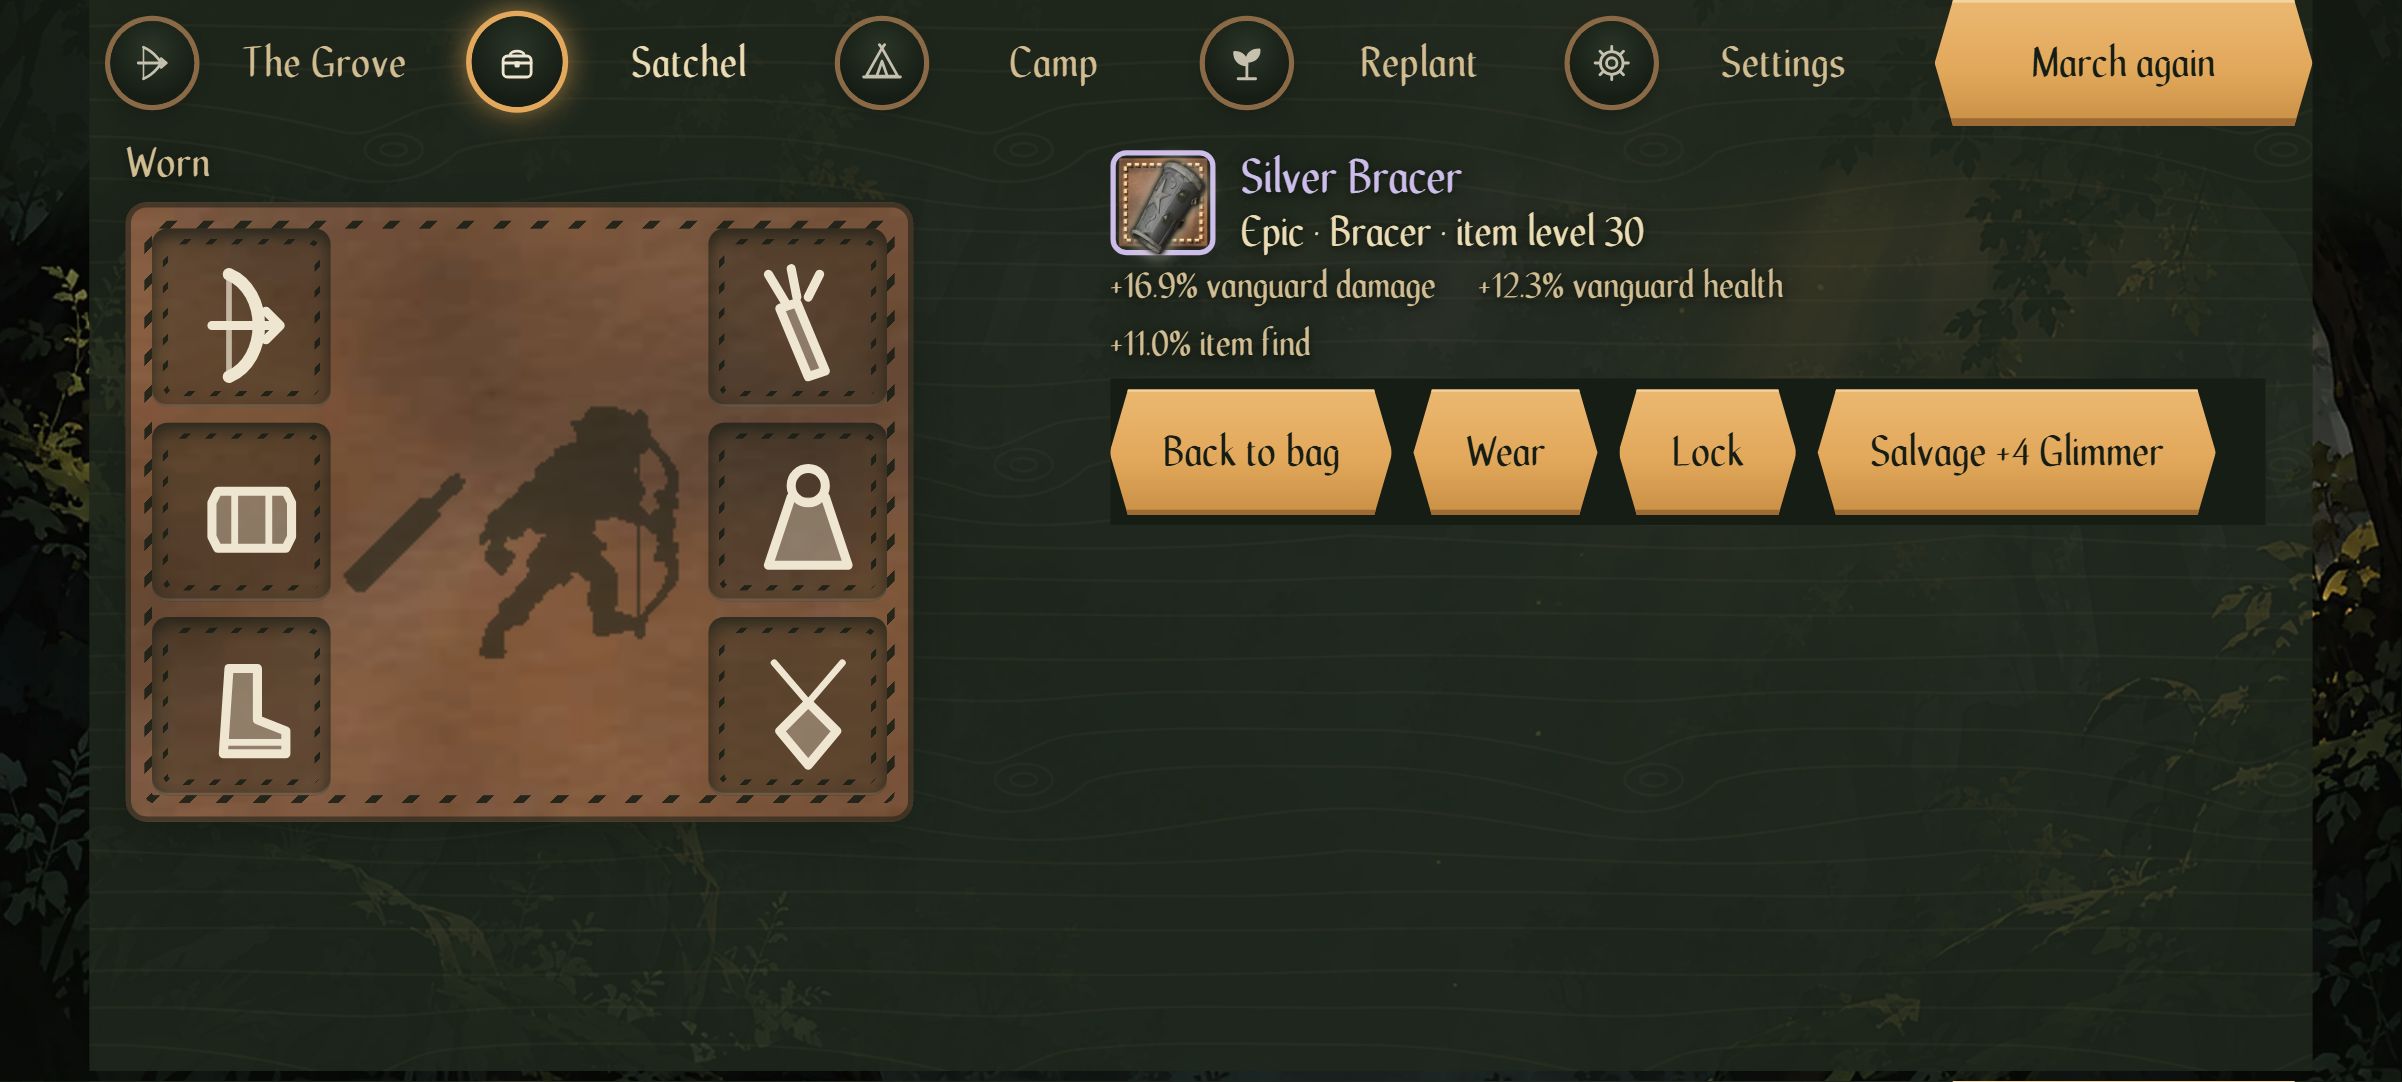 The Grove
Satchel
Camp
Replant
Settings
March again
Worn
Silver Bracer
Epic · Bracer · item level 30
+16.9% vanguard damage +12.3% vanguard health
+11.0% item find
Back to bag
Wear
Lock
Salvage +4 Glimmer